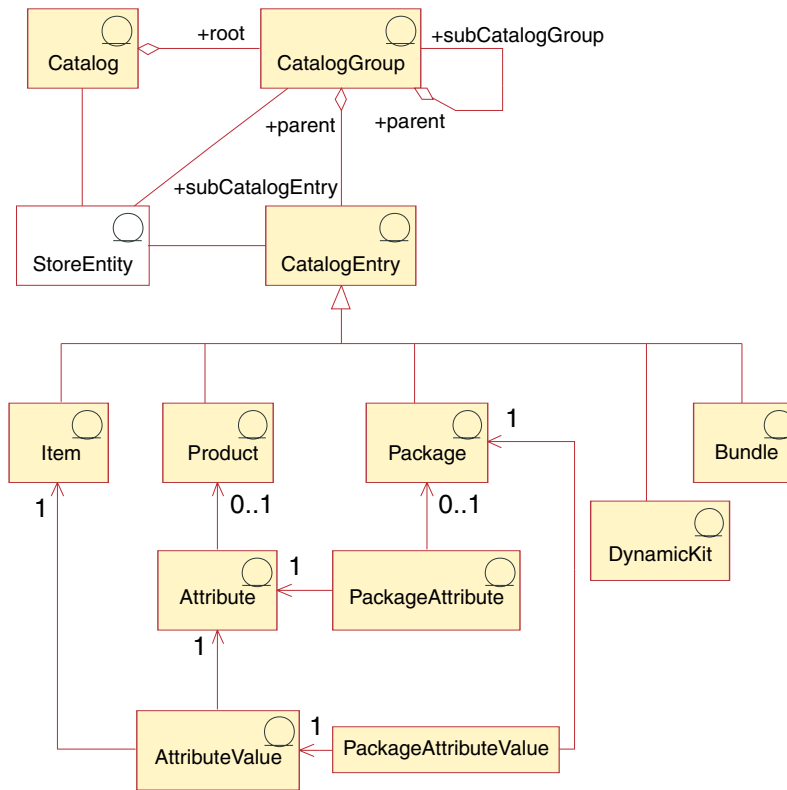 +root
+subCatalogGroup
Catalog
CatalogGroup
+parent
+parent
+subCatalogEntry
StoreEntity
CatalogEntry
1
Item
Product
Package
Bundle
1
0..1
0..1
DynamicKit
1
Attribute
PackageAttribute
1
1
AttributeValue
PackageAttributeValue